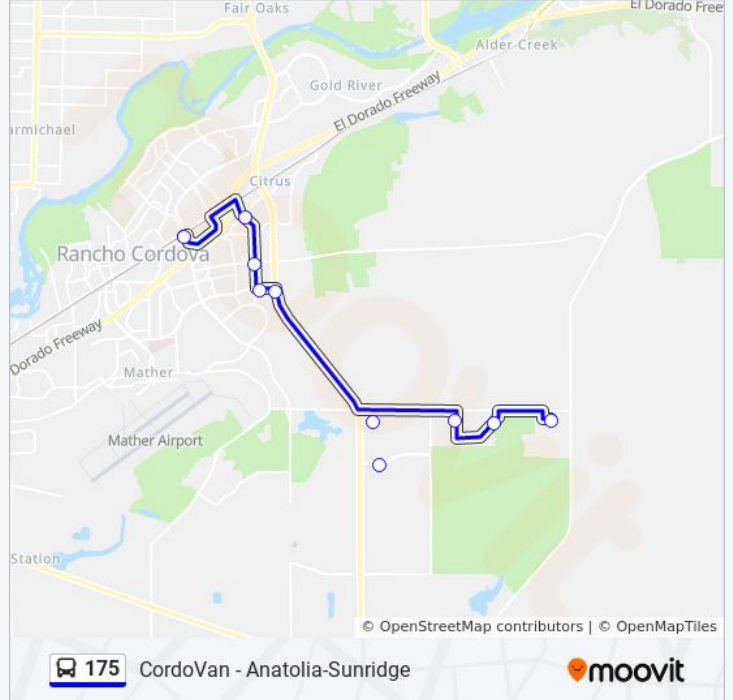 Fair Oaks
El Dorado Free
Alder Creek
Gold River
El Dorado Freeway
armichael
Citrus
Rancho Cordova
Dorado Freeway
Mather
Mather Airport
Station
© OpenStreetMap contributors | © OpenMapTiles
175 CordoVan - Anatolia-Sunridge
moovit